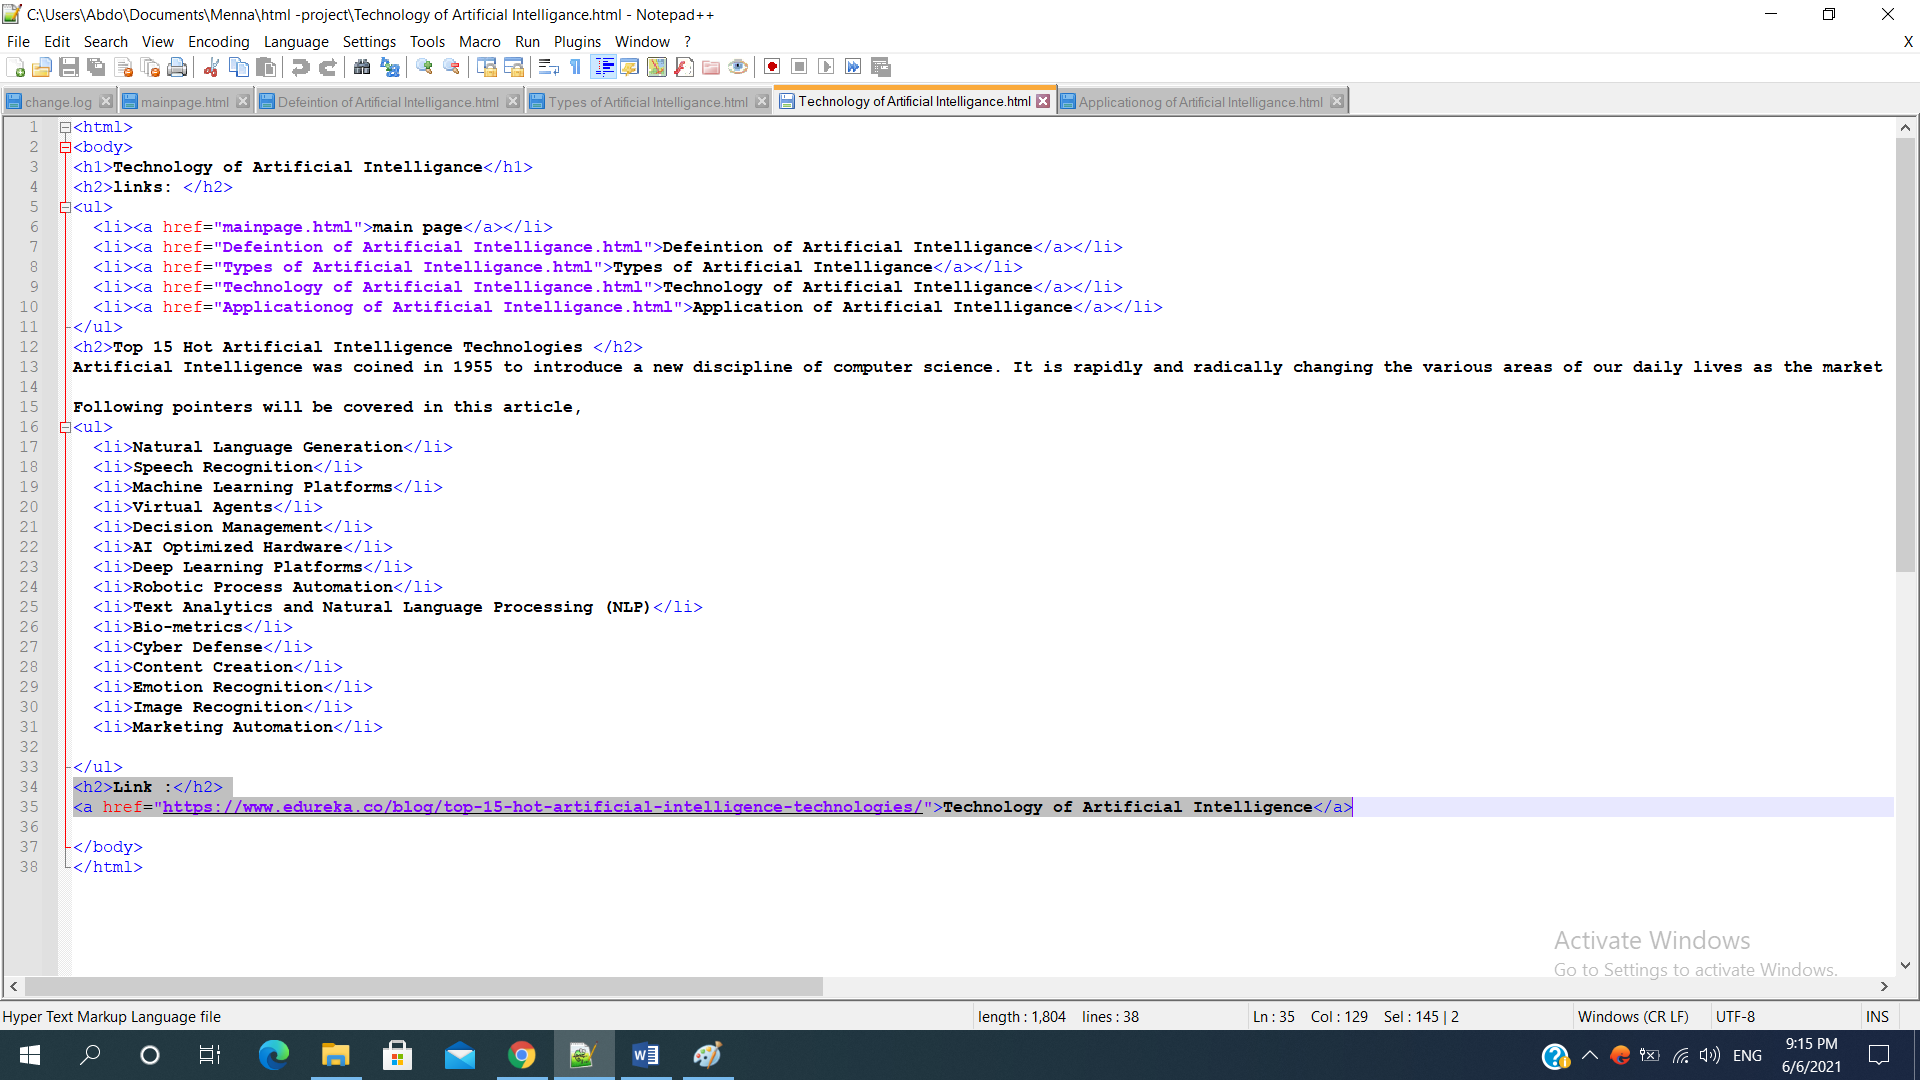 C:\Users\Abdo\Documents\Menna\html -project\Technology of Artificial Intelligance.html - Notepad++
File Edit Search View Encoding Language Settings Tools Macro Run Plugins Window ? X
change.log mainpage.html Defeintion of Artificial Intelligance.html Types of Artificial Intelligance.html Technology of Artificial Intelligance.html Applicationog of Artificial Intelligance.html
1 <html>
2 <body>
3 <h1>Technology of Artificial Intelligance</h1>
4 <h2>links: </h2>
5 <ul>
6 <li><a href="mainpage.html">main page</a></li>
7 <li><a href="Defeintion of Artificial Intelligance.html">Defeintion of Artificial Intelligance</a></li>
8 <li><a href="Types of Artificial Intelligance.html">Types of Artificial Intelligance</a></li>
9 <li><a href="Technology of Artificial Intelligance.html">Technology of Artificial Intelligance</a></li>
10 <li><a href="Applicationog of Artificial Intelligance.html">Application of Artificial Intelligance</a></li>
11 </ul>
12 <h2>Top 15 Hot Artificial Intelligence Technologies </h2>
13 Artificial Intelligence was coined in 1955 to introduce a new discipline of computer science. It is rapidly and radically changing the various areas of our daily lives as the market
14
15 Following pointers will be covered in this article,
16 <ul>
17 <li>Natural Language Generation</li>
18 <li>Speech Recognition</li>
19 <li>Machine Learning Platforms</li>
20 <li>Virtual Agents</li>
21 <li>Decision Management</li>
22 <li>AI Optimized Hardware</li>
23 <li>Deep Learning Platforms</li>
24 <li>Robotic Process Automation</li>
25 <li>Text Analytics and Natural Language Processing (NLP)</li>
26 <li>Bio-metrics</li>
27 <li>Cyber Defense</li>
28 <li>Content Creation</li>
29 <li>Emotion Recognition</li>
30 <li>Image Recognition</li>
31 <li>Marketing Automation</li>
32
33 </ul>
34 <h2>Link :</h2>
35 <a href="https://www.edureka.co/blog/top-15-hot-artificial-intelligence-technologies/">Technology of Artificial Intelligence</a>
36
37 </body>
38 </html>
Activate Windows
Go to Settings to activate Windows.
Hyper Text Markup Language file length : 1,804 lines : 38 Ln : 35 Col : 129 Sel : 145 | 2 Windows (CR LF) UTF-8 INS
ENG 9:15 PM
6/6/2021